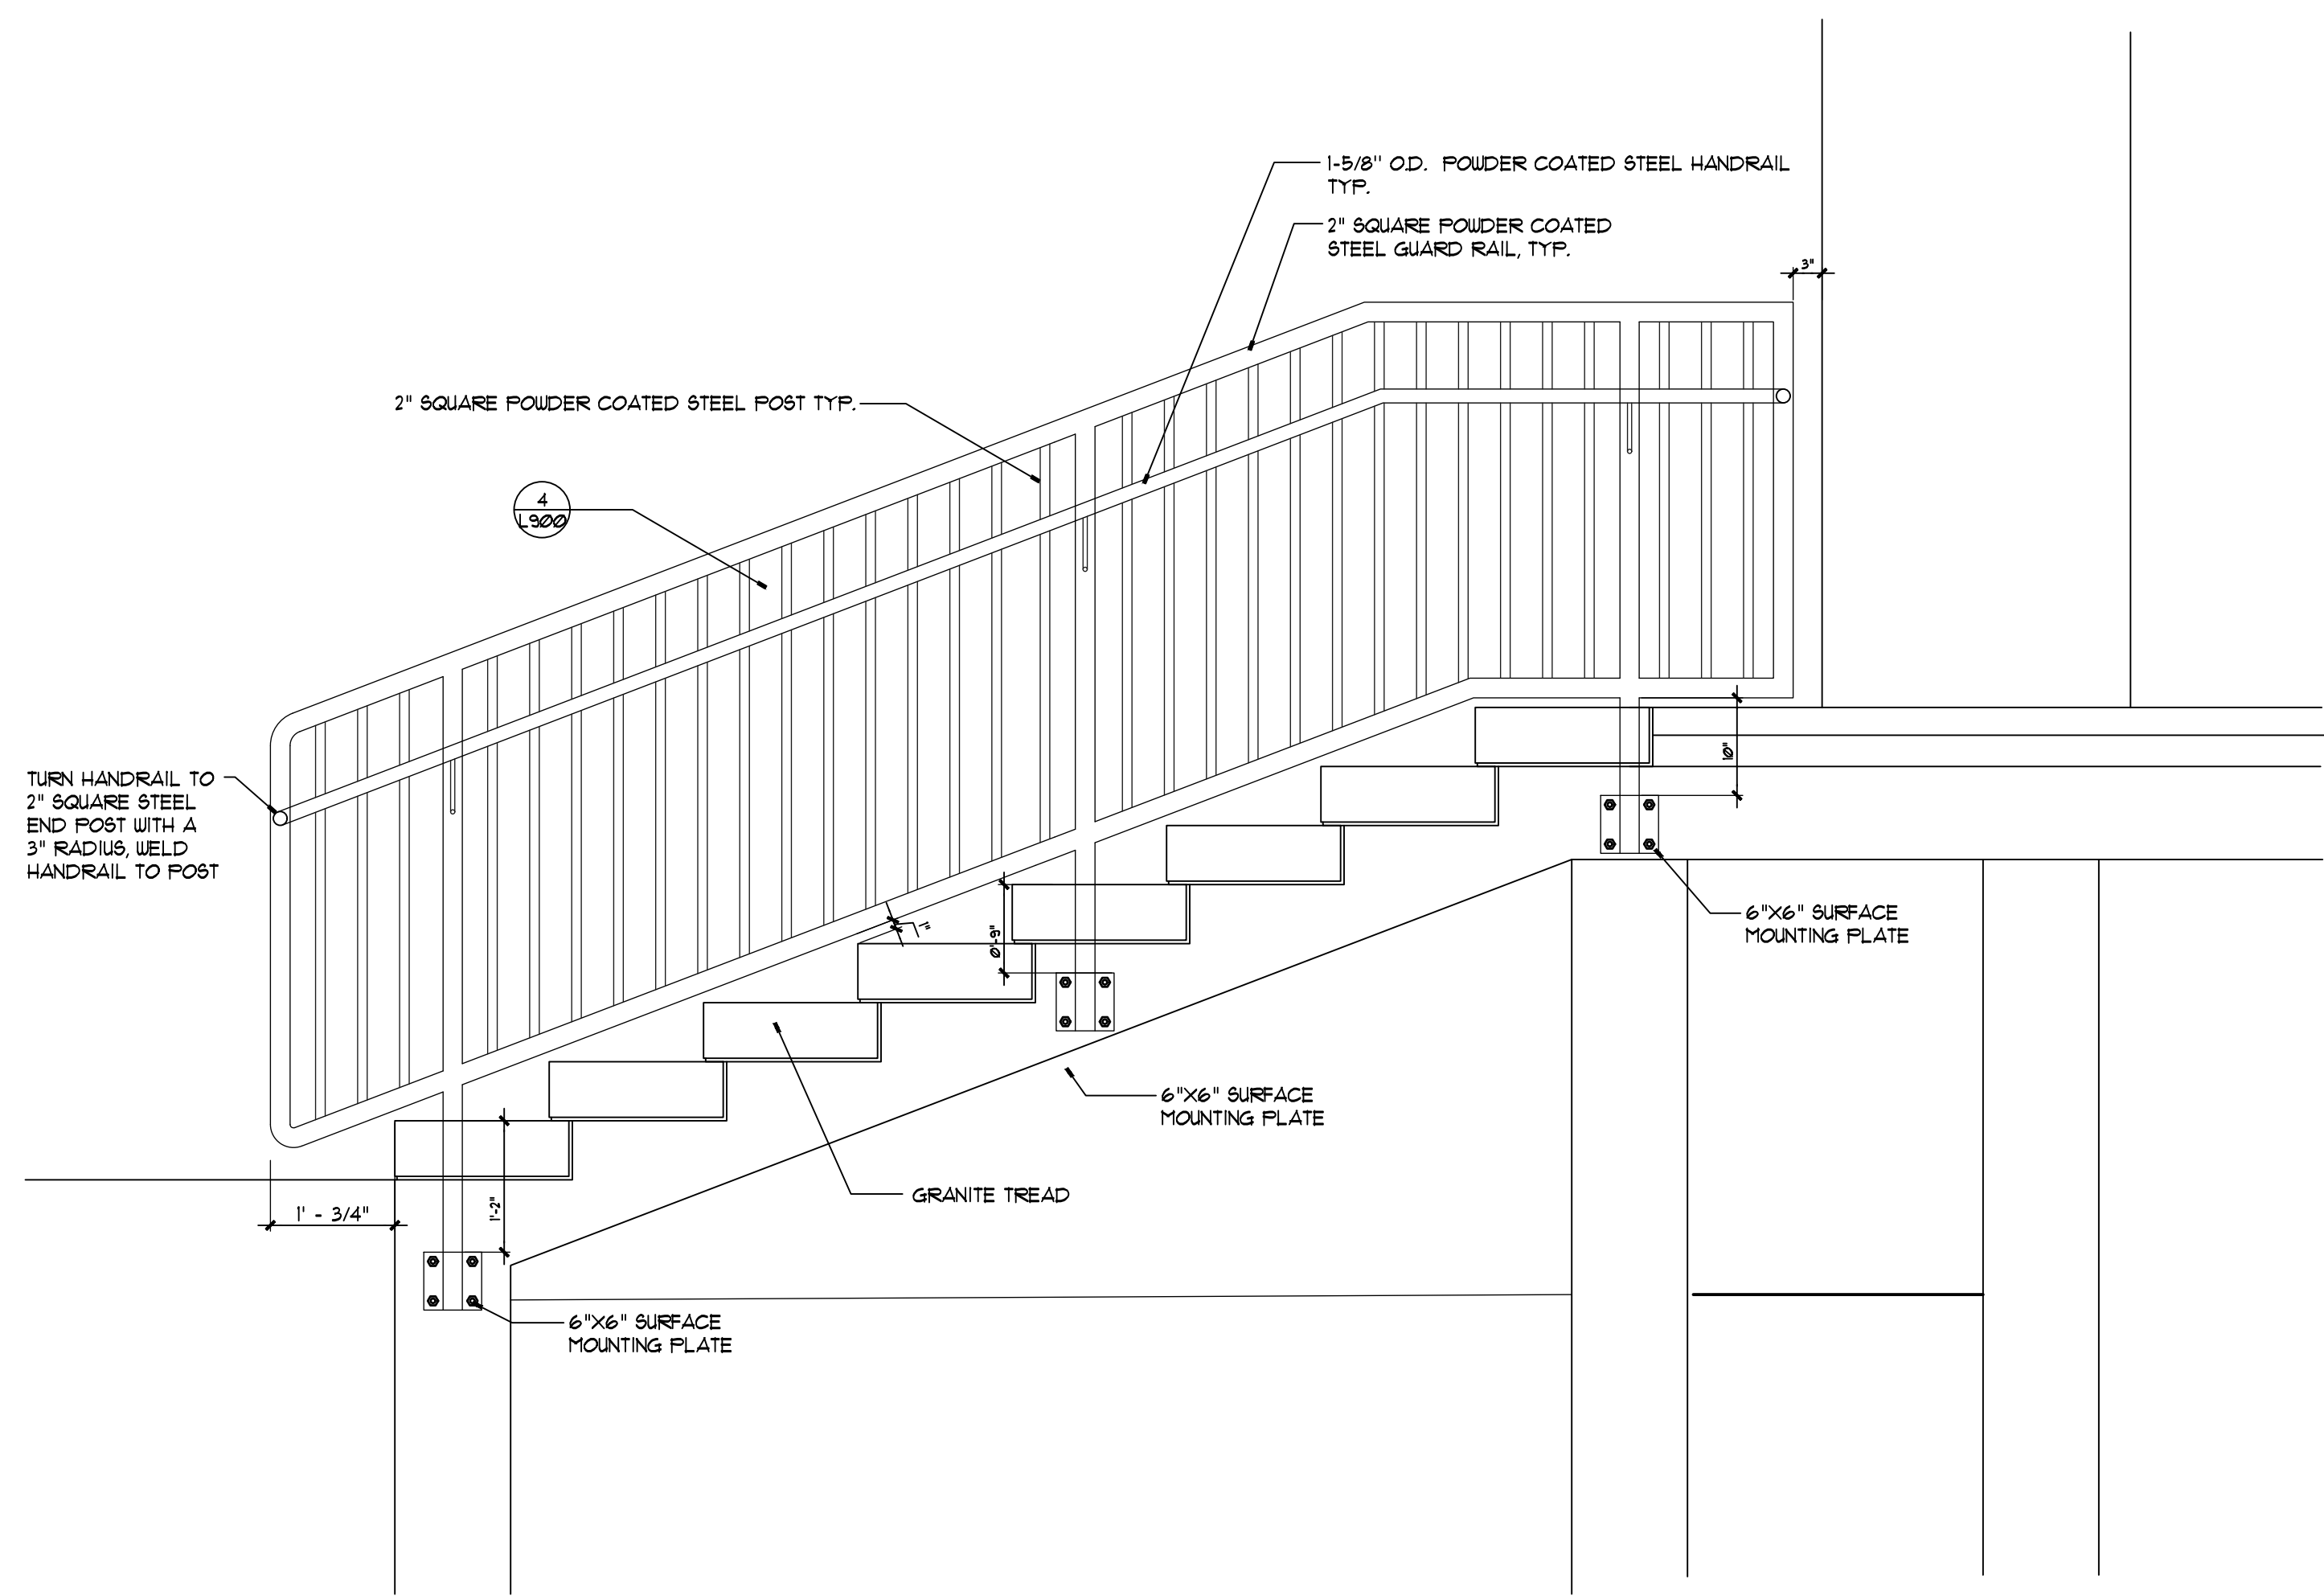 1-5/8'' O.D. POWDER COATED STEEL HANDRAIL
TYP.
2" SQUARE POWDER COATED
STEEL GUARD RAIL, TYP.
3"
2" SQUARE POWDER COATED STEEL POST TYP.
4
L900
TURN HANDRAIL TO
2" SQUARE STEEL
END POST WITH A
3" RADIUS, WELD
HANDRAIL TO POST
10"
1"
0'-9"
6"X6" SURFACE
MOUNTING PLATE
6"X6" SURFACE
MOUNTING PLATE
GRANITE TREAD
1' - 3/4"
1'-2"
6"X6" SURFACE
MOUNTING PLATE